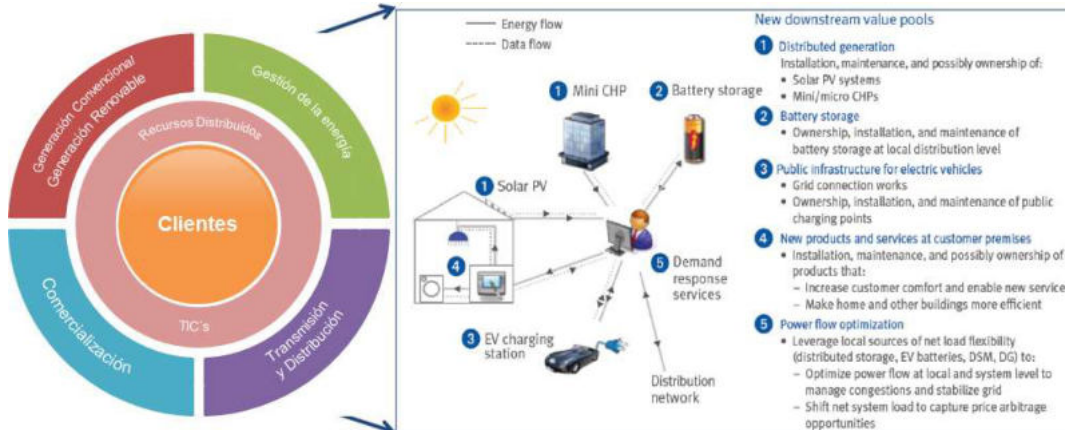 Generación Convencional/
Generación Renovable
Gestión de la energía
Recursos Distribuidos
Clientes
TIC´s
Comercialización
Transmisión
y Distribución
Energy flow
Data flow
1 Mini CHP
2 Battery storage
1 Solar PV
4
5 Demand
response
services
3 EV charging
station
Distribution
network
New downstream value pools
1 Distributed generation
Installation, maintenance, and possibly ownership of:
• Solar PV systems
• Mini/micro CHPs
2 Battery storage
• Ownership, installation, and maintenance of
battery storage at local distribution level
3 Public infrastructure for electric vehicles
• Grid connection works
• Ownership, installation, and maintenance of public
charging points
4 New products and services at customer premises
• Installation, maintenance, and possibly ownership of
products that:
– Increase customer comfort and enable new service
– Make home and other buildings more efficient
5 Power flow optimization
• Leverage local sources of net load flexibility
(distributed storage, EV batteries, DSM, DG) to:
– Optimize power flow at local and system level to
manage congestions and stabilize grid
– Shift net system load to capture price arbitrage
opportunities